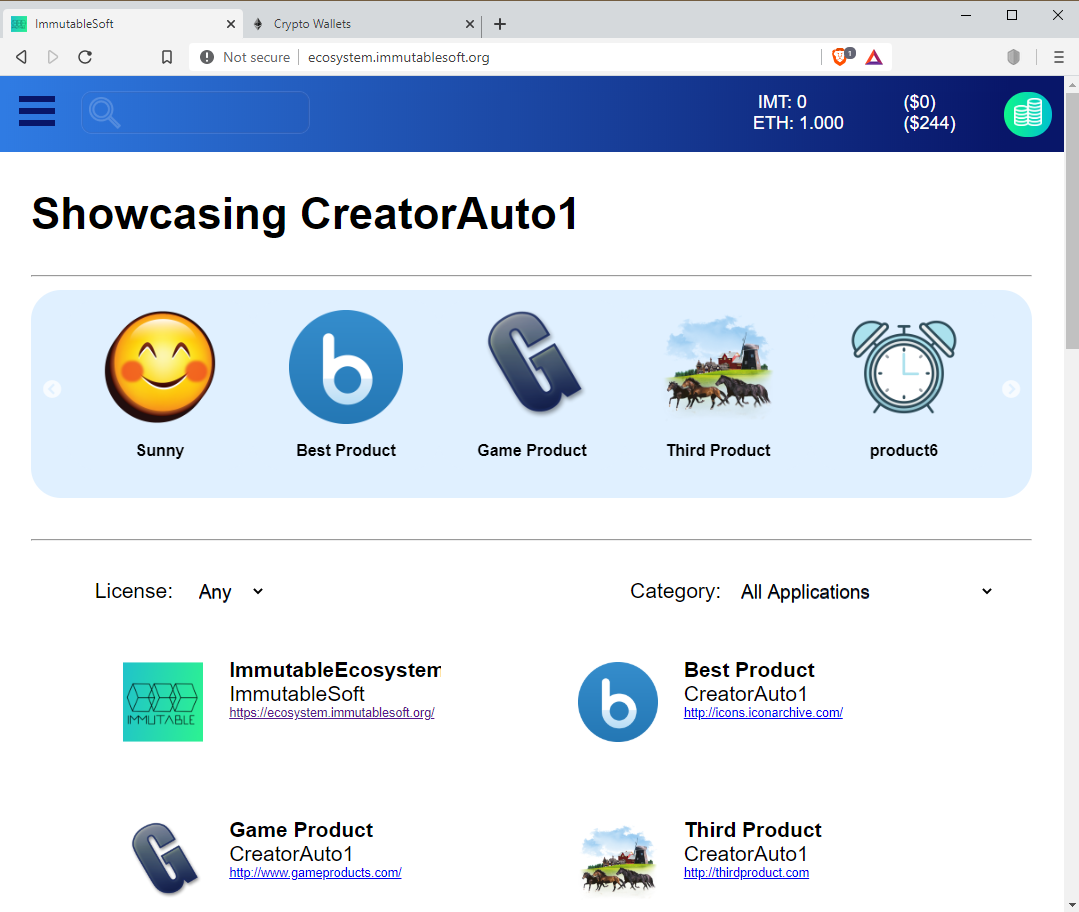 ImmutableSoft
Crypto Wallets
Not secure
ecosystem.immutablesoft.org
1
IMT: 0 ($0)
ETH: 1.000 ($244)
Showcasing CreatorAuto1
Sunny
Best Product
Game Product
Third Product
product6
License: Any
Category: All Applications
ImmutableEcosystem
ImmutableSoft
https://ecosystem.immutablesoft.org/
IMMUTABLE
Best Product
CreatorAuto1
http://icons.iconarchive.com/
Game Product
CreatorAuto1
http://www.gameproducts.com/
Third Product
CreatorAuto1
http://thirdproduct.com